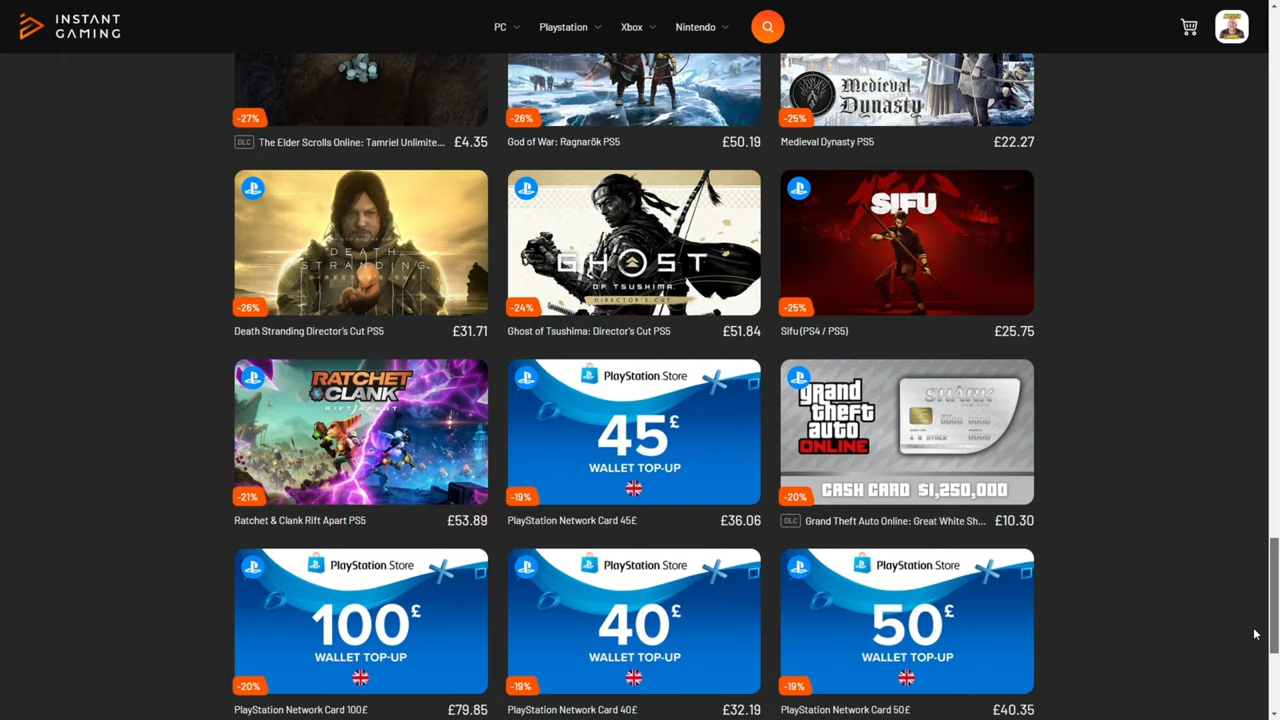 INSTANT
GAMING
PC
Playstation
Xbox
Nintendo
-27%
-26%
MEDIEVAL
DYNASTY
-25%
DLC The Elder Scrolls Online: Tamriel Unlimite... £4.35
God of War: Ragnarök PS5 £50.19
Medieval Dynasty PS5 £22.27
DEATH
STRANDING
DIRECTOR'S CUT
-26%
GHOST
OF TSUSHIMA
DIRECTOR'S CUT
-24%
SIFU
-25%
Death Stranding Director's Cut PS5 £31.71
Ghost of Tsushima: Director's Cut PS5 £51.84
Sifu (PS4 / PS5) £25.75
RATCHET
CLANK
RIFT APART
-21%
PlayStation Store
45£
WALLET TOP-UP
-19%
grand
theft
auto
ONLINE
SHARK
CASH CARD $1,250,000
-20%
Ratchet & Clank Rift Apart PS5 £53.89
PlayStation Network Card 45£ £36.06
DLC Grand Theft Auto Online: Great White Sh... £10.30
PlayStation Store
100£
WALLET TOP-UP
-20%
PlayStation Store
40£
WALLET TOP-UP
-19%
PlayStation Store
50£
WALLET TOP-UP
-19%
PlayStation Network Card 100£ £79.85
PlayStation Network Card 40£ £32.19
PlayStation Network Card 50£ £40.35